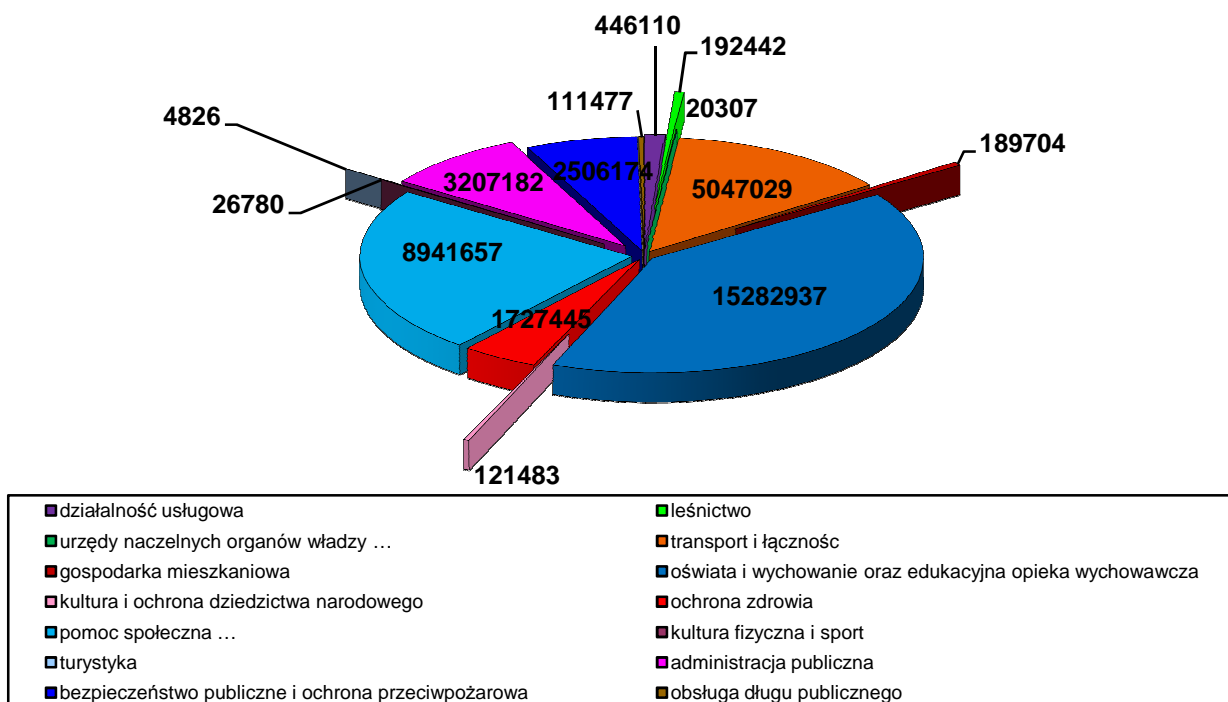 446110
192442
111477
20307
4826
189704
2506174
3207182
5047029
26780
8941657
15282937
1727445
121483
działalność usługowa
leśnictwo
urzędy naczelnych organów władzy …
transport i łącznośc
gospodarka mieszkaniowa
oświata i wychowanie oraz edukacyjna opieka wychowawcza
kultura i ochrona dziedzictwa narodowego
ochrona zdrowia
pomoc społeczna …
kultura fizyczna i sport
turystyka
administracja publiczna
bezpieczeństwo publiczne i ochrona przeciwpożarowa
obsługa długu publicznego